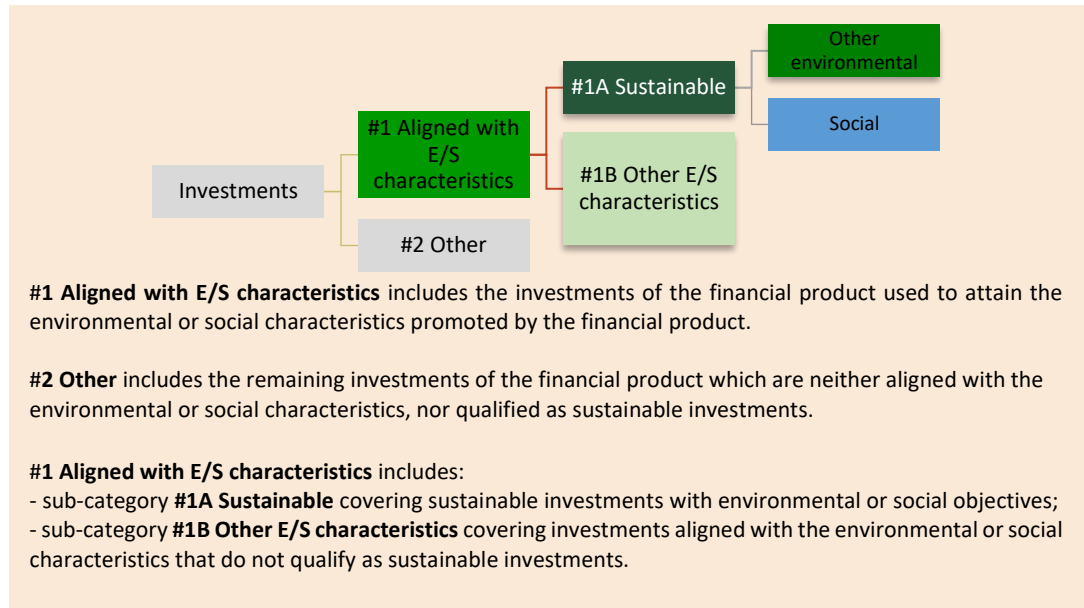 Other
environmental
#1A Sustainable
Social
#1 Aligned with
E/S
characteristics
#1B Other E/S
characteristics
Investments
#2 Other
#1 Aligned with E/S characteristics includes the investments of the financial product used to attain the
environmental or social characteristics promoted by the financial product.
#2 Other includes the remaining investments of the financial product which are neither aligned with the
environmental or social characteristics, nor qualified as sustainable investments.
#1 Aligned with E/S characteristics includes:
- sub-category #1A Sustainable covering sustainable investments with environmental or social objectives;
- sub-category #1B Other E/S characteristics covering investments aligned with the environmental or social
characteristics that do not qualify as sustainable investments.